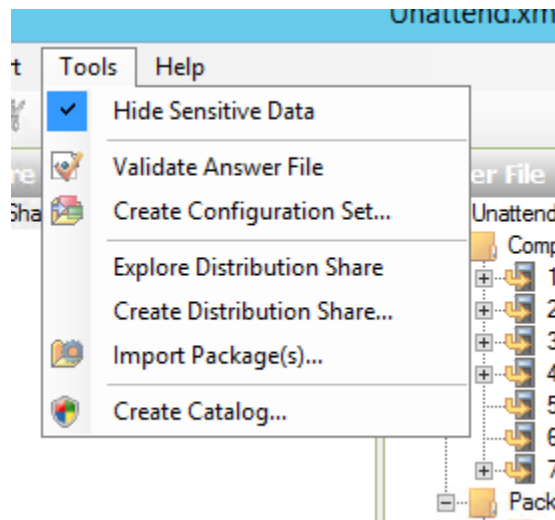 Unattend.xm
Tools Help
Hide Sensitive Data
Validate Answer File
er File
Create Configuration Set...
Unattend
Comp
Explore Distribution Share
1
Create Distribution Share...
2
3
Import Package(s)...
4
5
Create Catalog...
6
7
Pack